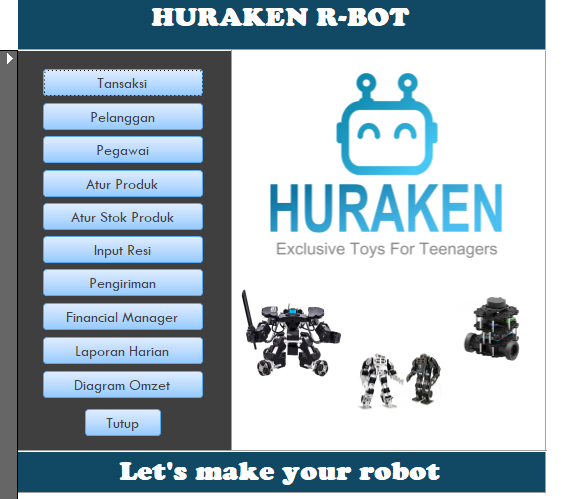 HURAKEN R-BOT
Tansaksi
Pelanggan
Pegawai
Atur Produk
Atur Stok Produk
Input Resi
Pengiriman
Financial Manager
Laporan Harian
Diagram Omzet
Tutup
HURAKEN
Exclusive Toys For Teenagers
Let's make your robot